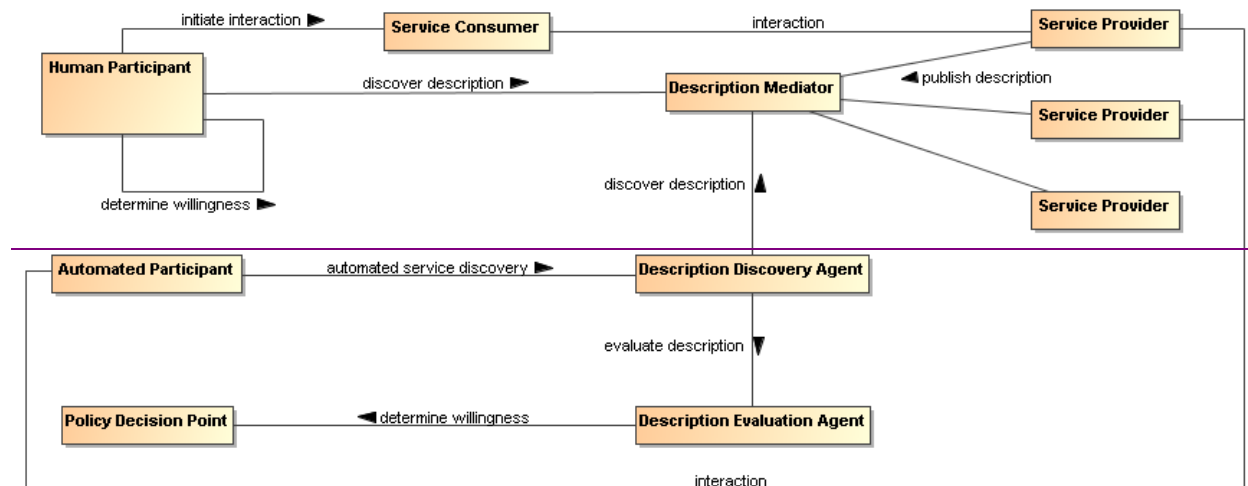 initiate interaction
Service Consumer
interaction
Service Provider
Human Participant
discover description
Description Mediator
publish description
Service Provider
discover description
determine willingness
Service Provider
Automated Participant
automated service discovery
Description Discovery Agent
evaluate description
Policy Decision Point
determine willingness
Description Evaluation Agent
interaction